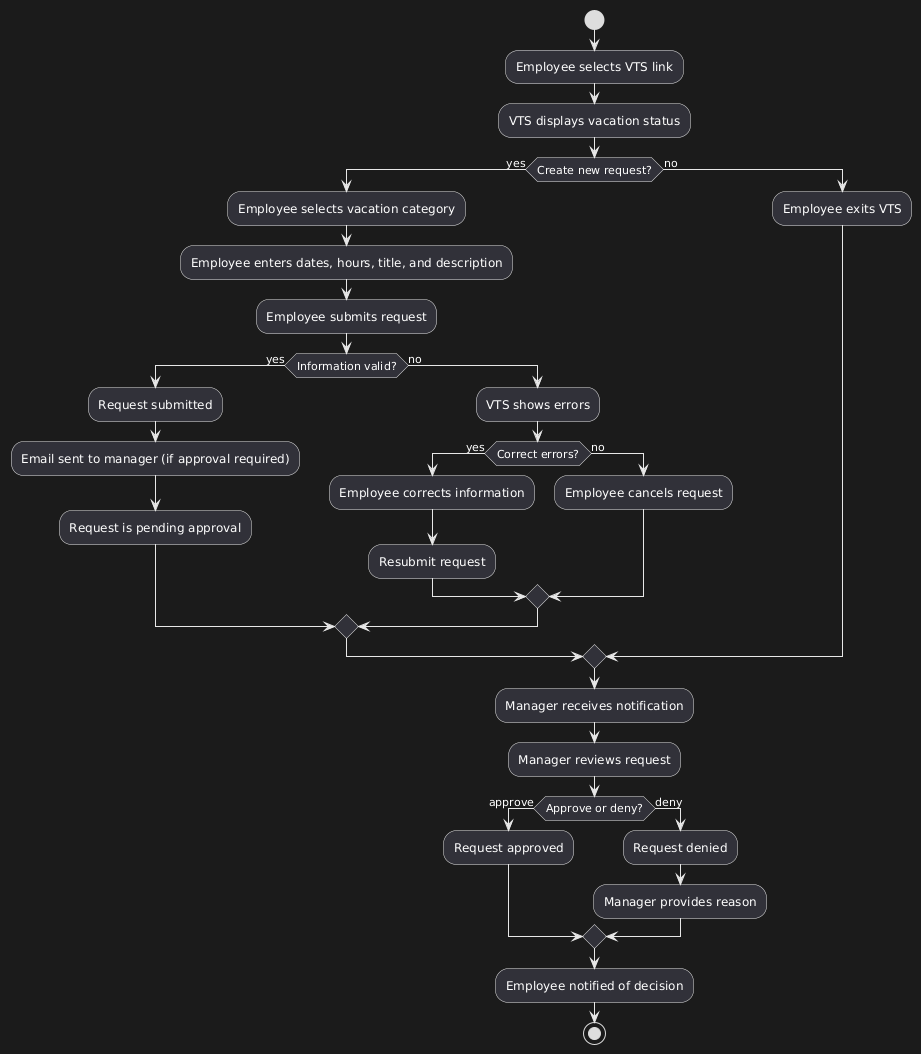 Employee selects VTS link
VTS displays vacation status
yes
Create new request?
no
Employee selects vacation category
Employee exits VTS
Employee enters dates, hours, title, and description
Employee submits request
yes
Information valid?
no
Request submitted
VTS shows errors
Email sent to manager (if approval required)
yes
Correct errors?
no
Employee corrects information
Employee cancels request
Request is pending approval
Resubmit request
Manager receives notification
Manager reviews request
approve
Approve or deny?
deny
Request approved
Request denied
Manager provides reason
Employee notified of decision